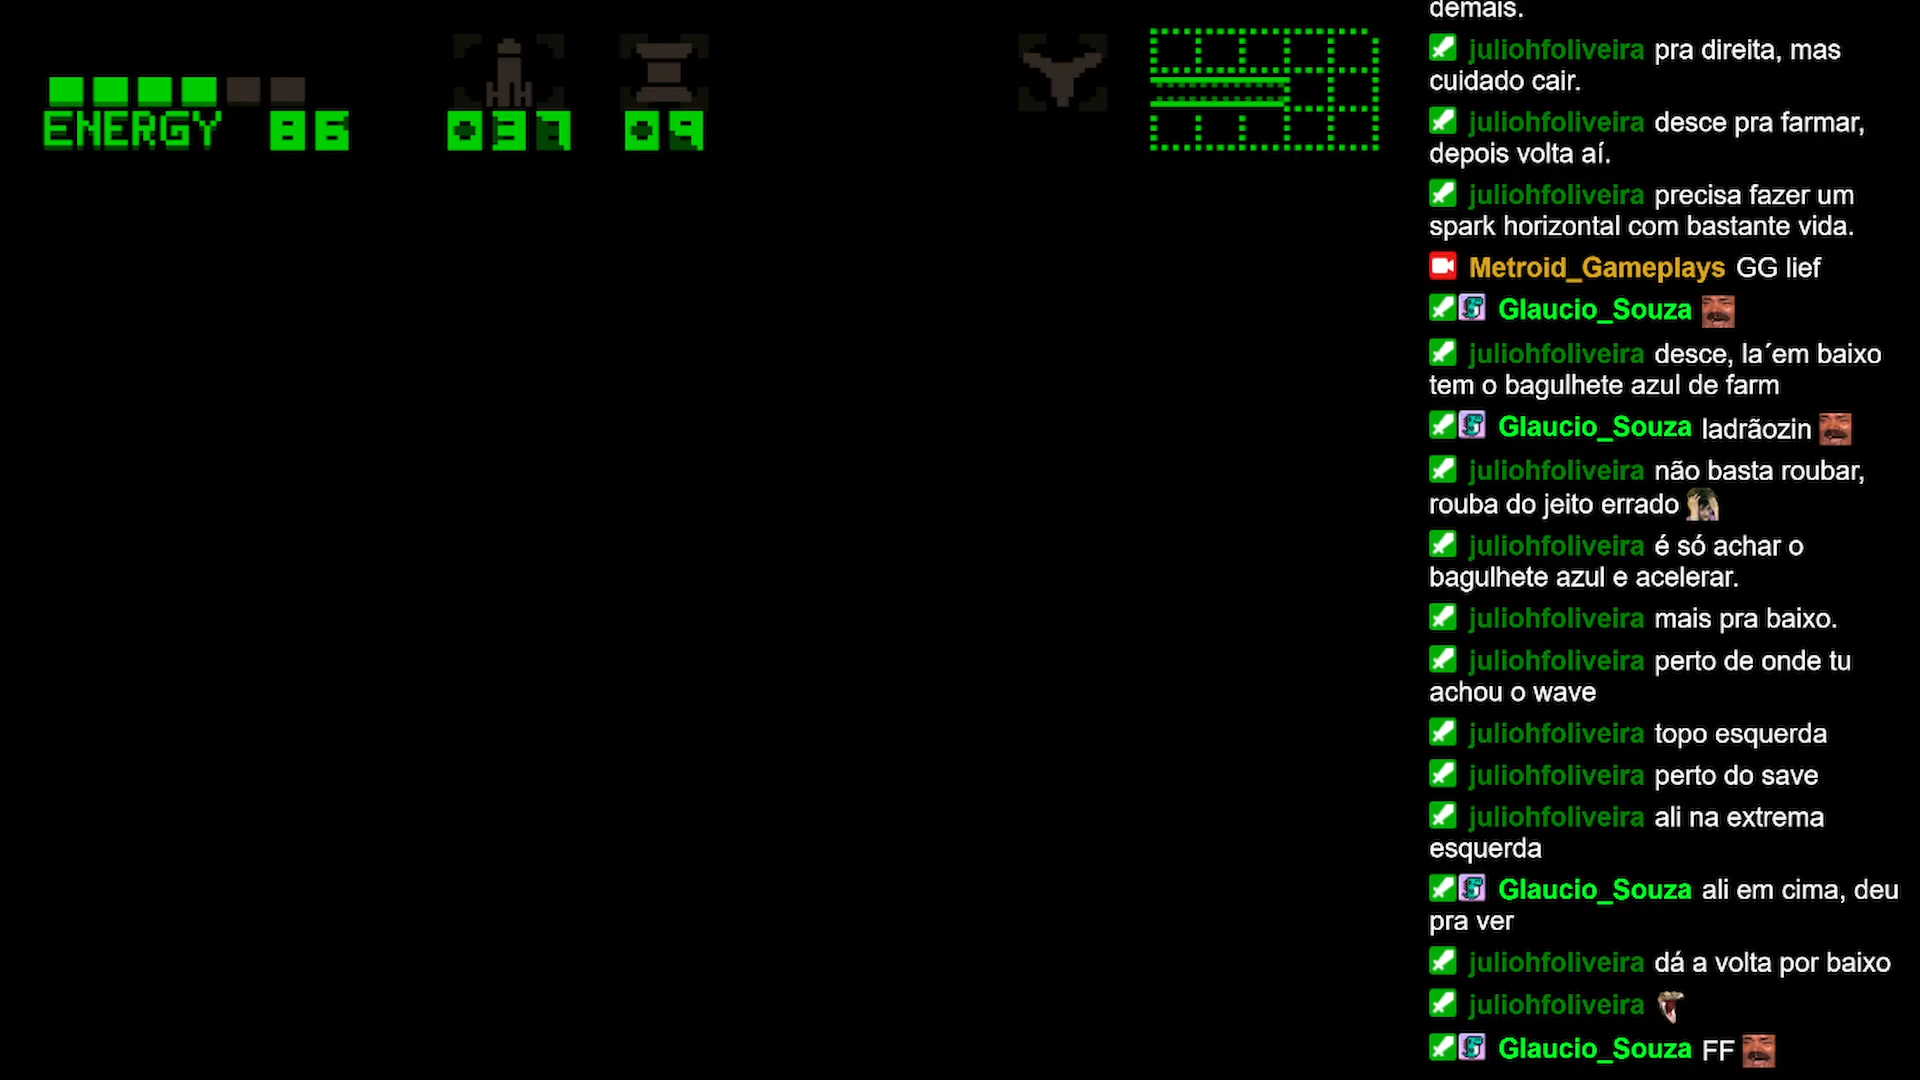 ENERGY 86
037
09
demais.
juliohfoliveira pra direita, mas
cuidado cair.
juliohfoliveira desce pra farmar,
depois volta aí.
juliohfoliveira precisa fazer um
spark horizontal com bastante vida.
Metroid_Gameplays GG lief
Glaucio_Souza
juliohfoliveira desce, la´em baixo
tem o bagulhete azul de farm
Glaucio_Souza ladrãozin
juliohfoliveira não basta roubar,
rouba do jeito errado
juliohfoliveira é só achar o
bagulhete azul e acelerar.
juliohfoliveira mais pra baixo.
juliohfoliveira perto de onde tu
achou o wave
juliohfoliveira topo esquerda
juliohfoliveira perto do save
juliohfoliveira ali na extrema
esquerda
Glaucio_Souza ali em cima, deu
pra ver
juliohfoliveira dá a volta por baixo
juliohfoliveira
Glaucio_Souza FF